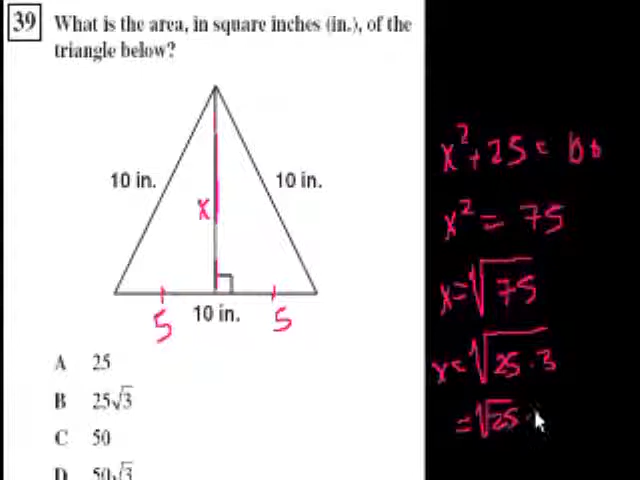 39 What is the area, in square inches (in.), of the
triangle below?
10 in. 10 in.
x
10 in.
5 5
A 25
B 25√3
C 50
D 50√3
x² + 25 =
x² = 75
x = √75
x = √25 · 3
= √25 ·